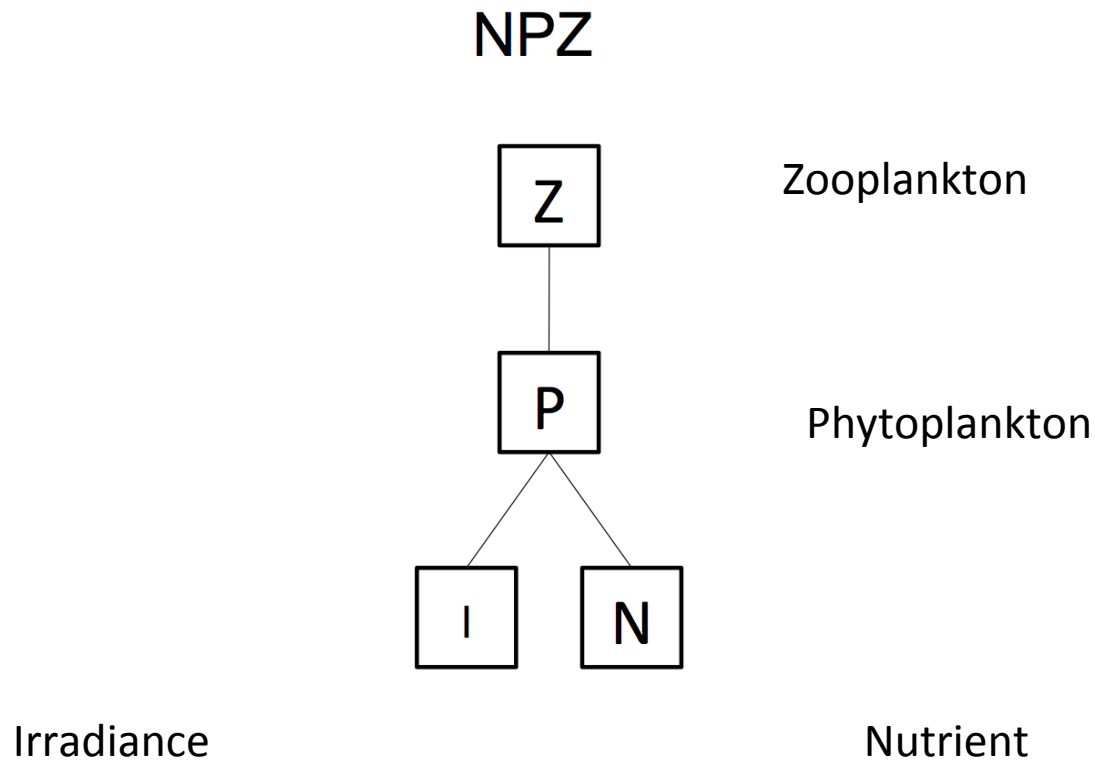 NPZ
Z
Zooplankton
P
Phytoplankton
I
N
Irradiance
Nutrient